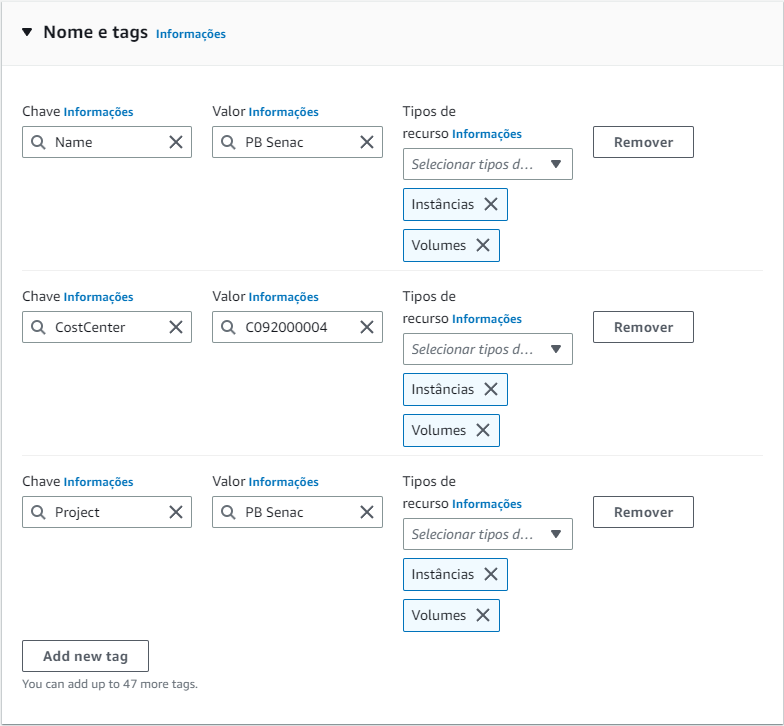 Nome e tags Informações
Chave Informações
Valor Informações
Tipos de
recurso Informações
Name
PB Senac
Selecionar tipos d...
Remover
Instâncias
Volumes
Chave Informações
Valor Informações
Tipos de
recurso Informações
CostCenter
C092000004
Selecionar tipos d...
Remover
Instâncias
Volumes
Chave Informações
Valor Informações
Tipos de
recurso Informações
Project
PB Senac
Selecionar tipos d...
Remover
Instâncias
Volumes
Add new tag
You can add up to 47 more tags.